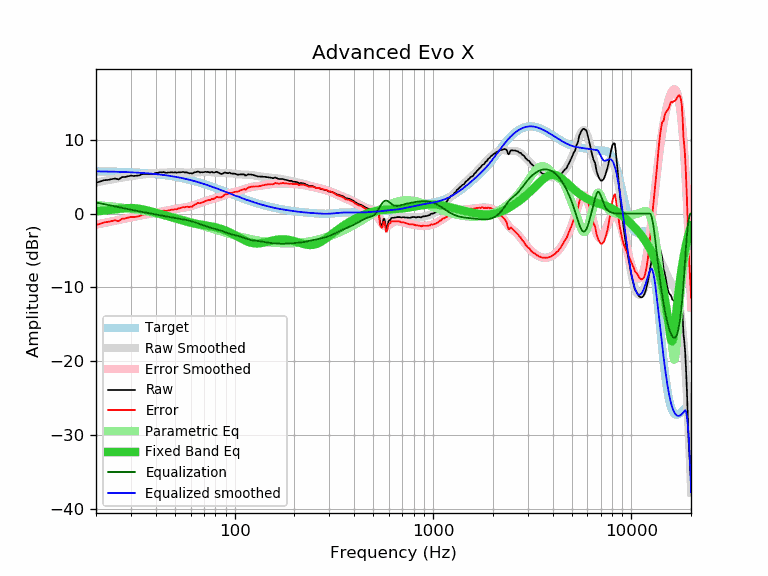 Advanced Evo X
Amplitude (dBr)
10
0
−10
−20
−30
−40
Target
Raw Smoothed
Error Smoothed
Raw
Error
Parametric Eq
Fixed Band Eq
Equalization
Equalized smoothed
100
1000
10000
Frequency (Hz)